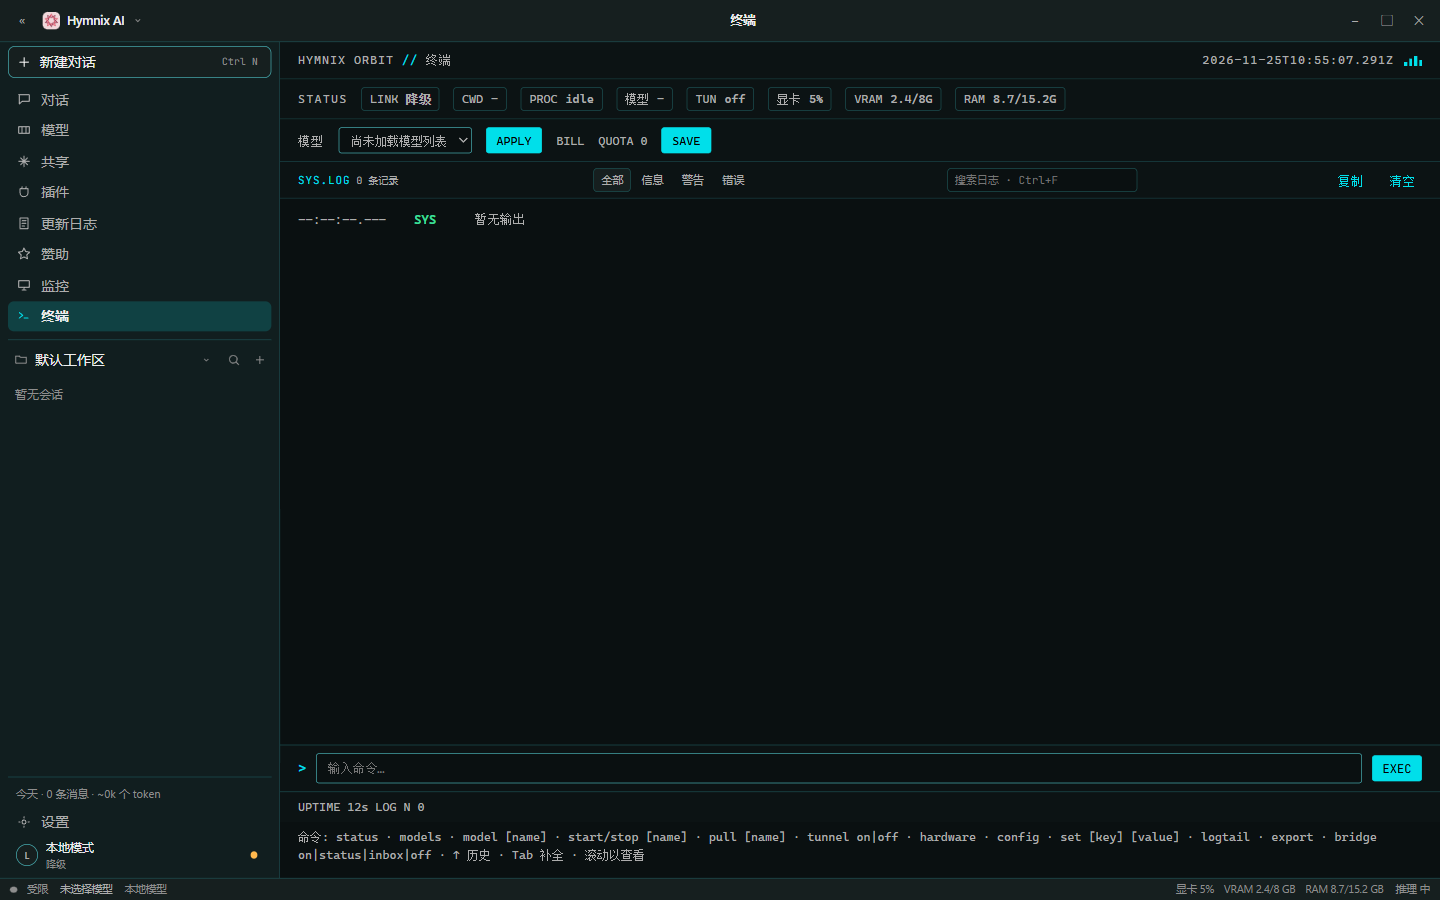 « Hymnix AI
终端
新建对话 Ctrl N
对话
模型
共享
插件
更新日志
赞助
监控
终端
默认工作区
暂无会话
今天 · 0 条消息 · ~0k 个 token
设置
L 本地模式
降级
HYMNIX ORBIT // 终端
2026-11-25T10:55:07.291Z
STATUS LINK 降级 CWD — PROC idle 模型 — TUN off 显卡 5% VRAM 2.4/8G RAM 8.7/15.2G
模型 尚未加载模型列表 APPLY BILL QUOTA 0 SAVE
SYS.LOG 0 条记录 全部 信息 警告 错误 搜索日志 · Ctrl+F 复制 清空
--:--:--.--- SYS 暂无输出
> 输入命令… EXEC
UPTIME 12s LOG N 0
命令: status · models · model [name] · start/stop [name] · pull [name] · tunnel on|off · hardware · config · set [key] [value] · logtail · export · bridge
on|status|inbox|off · ↑ 历史 · Tab 补全 · 滚动以查看
受限 未选择模型 本地模型
显卡 5% VRAM 2.4/8 GB RAM 8.7/15.2 GB 推理 中